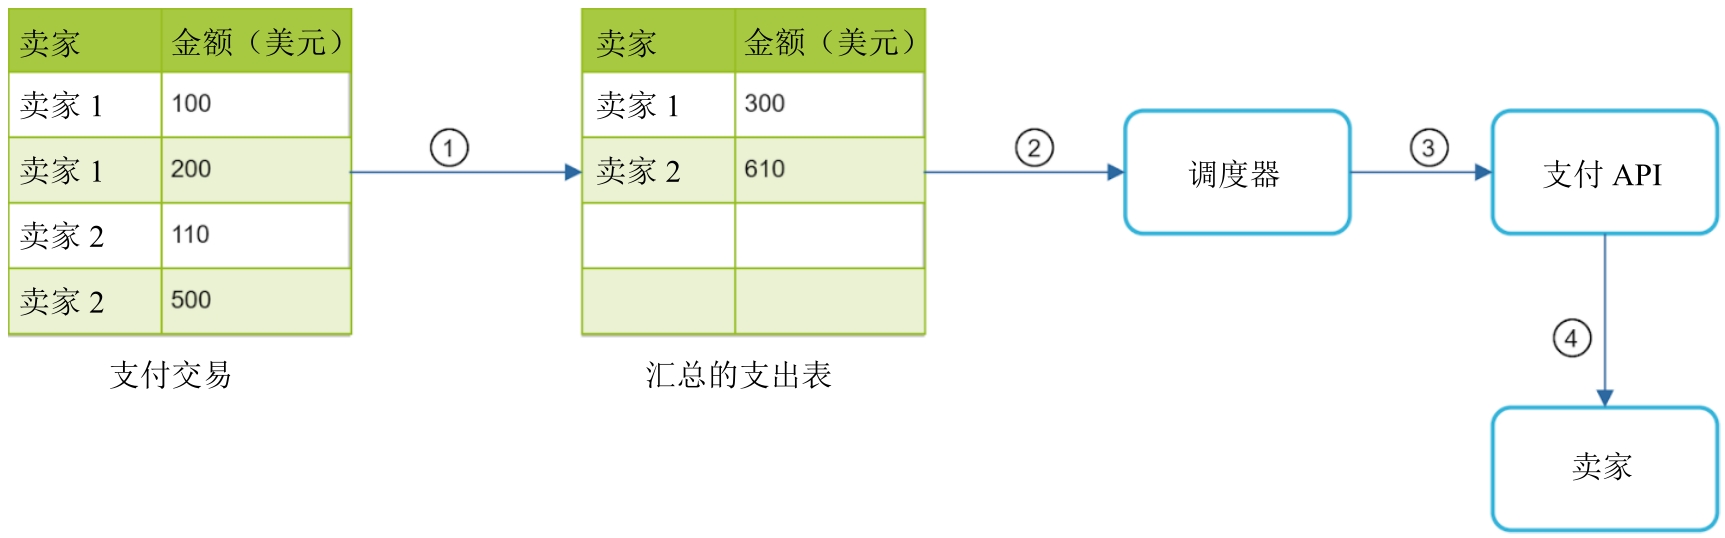 卖家 金额（美元）
卖家 1 100
卖家 1 200
卖家 2 110
卖家 2 500
支付交易
①
卖家 金额（美元）
卖家 1 300
卖家 2 610
汇总的支出表
②
调度器
③
支付 API
④
卖家